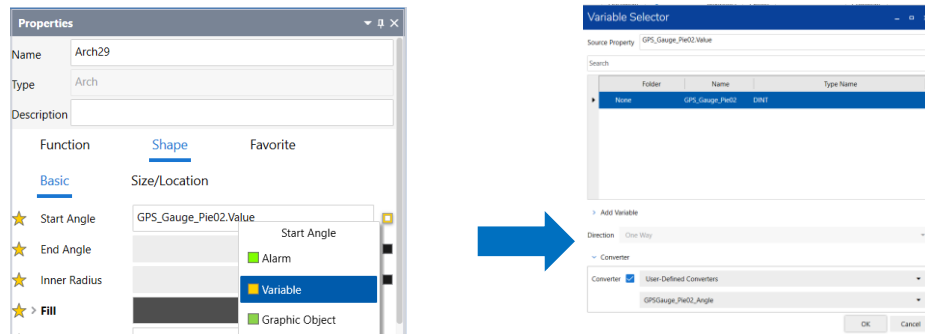 Properties
Name Arch29
Type Arch
Description
Function Shape Favorite
Basic Size/Location
Start Angle GPS_Gauge_Pie02.Value
End Angle
Inner Radius
Fill
Start Angle
Alarm
Variable
Graphic Object
Variable Selector
Source Property GPS_Gauge_Pie02.Value
Search
Folder Name Type Name
None GPS_Gauge_Pie02 DINT
Add Variable
Direction One Way
Converter
Converter User-Defined Converters
GPSGauge_Pie02_Angle
OK Cancel